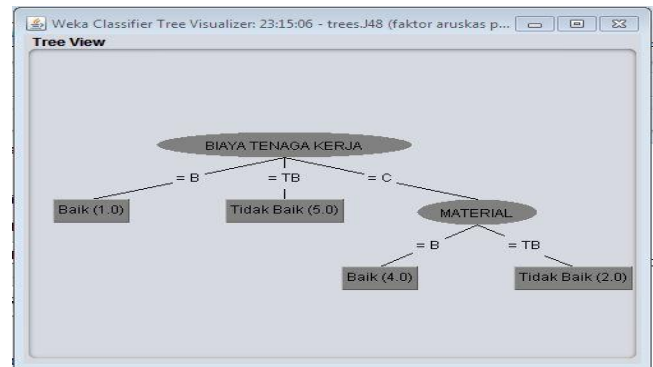 Weka Classifier Tree Visualizer: 23:15:06 - trees.J48 (faktor aruskas p...
Tree View
BIAYA TENAGA KERJA
= B = TB = C
Baik (1.0) Tidak Baik (5.0) MATERIAL
= B = TB
Baik (4.0) Tidak Baik (2.0)